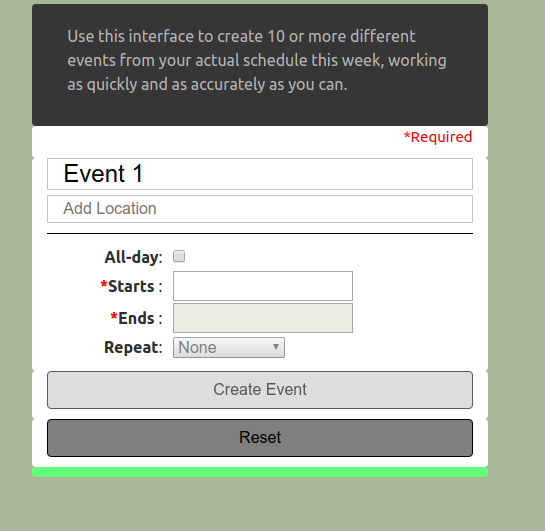 Use this interface to create 10 or more different
events from your actual schedule this week, working
as quickly and as accurately as you can.
*Required
Event 1
Add Location
All-day:
*Starts :
*Ends :
Repeat: None
Create Event
Reset